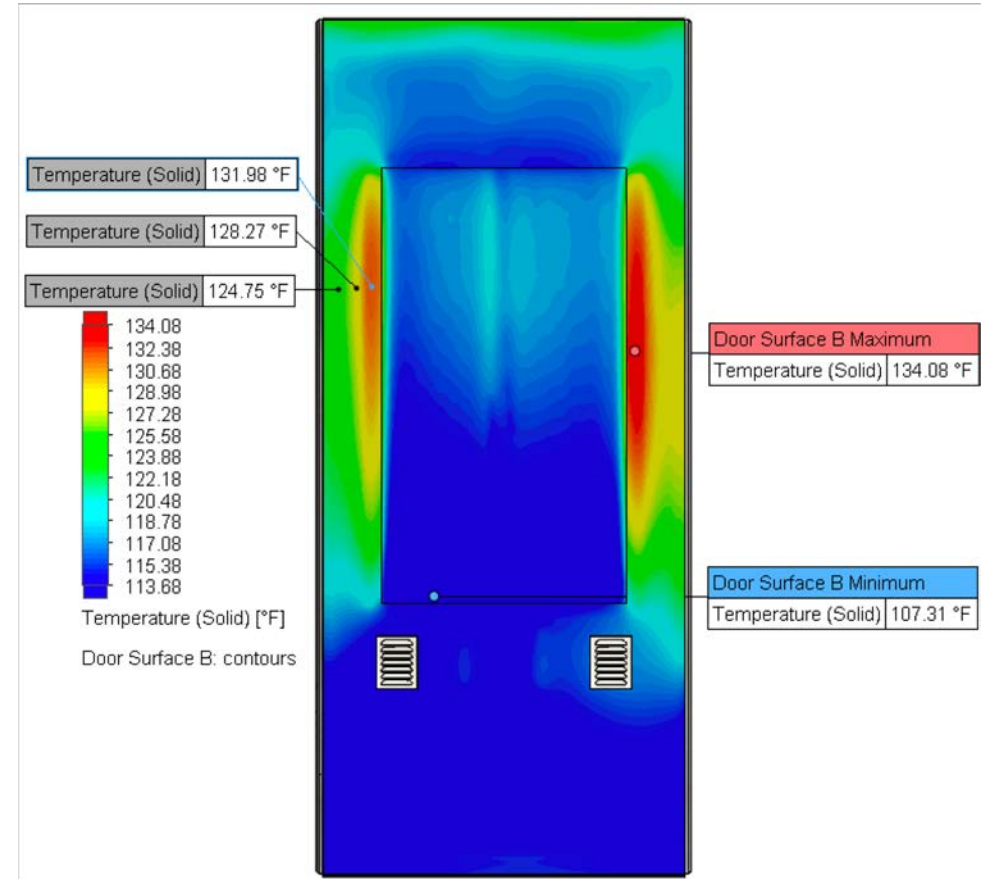 Temperature (Solid) 131.98 °F
Temperature (Solid) 128.27 °F
Temperature (Solid) 124.75 °F
134.08
132.38
130.68
128.98
127.28
125.58
123.88
122.18
120.48
118.78
117.08
115.38
113.68
Temperature (Solid) [°F]
Door Surface B: contours
Door Surface B Maximum
Temperature (Solid) 134.08 °F
Door Surface B Minimum
Temperature (Solid) 107.31 °F